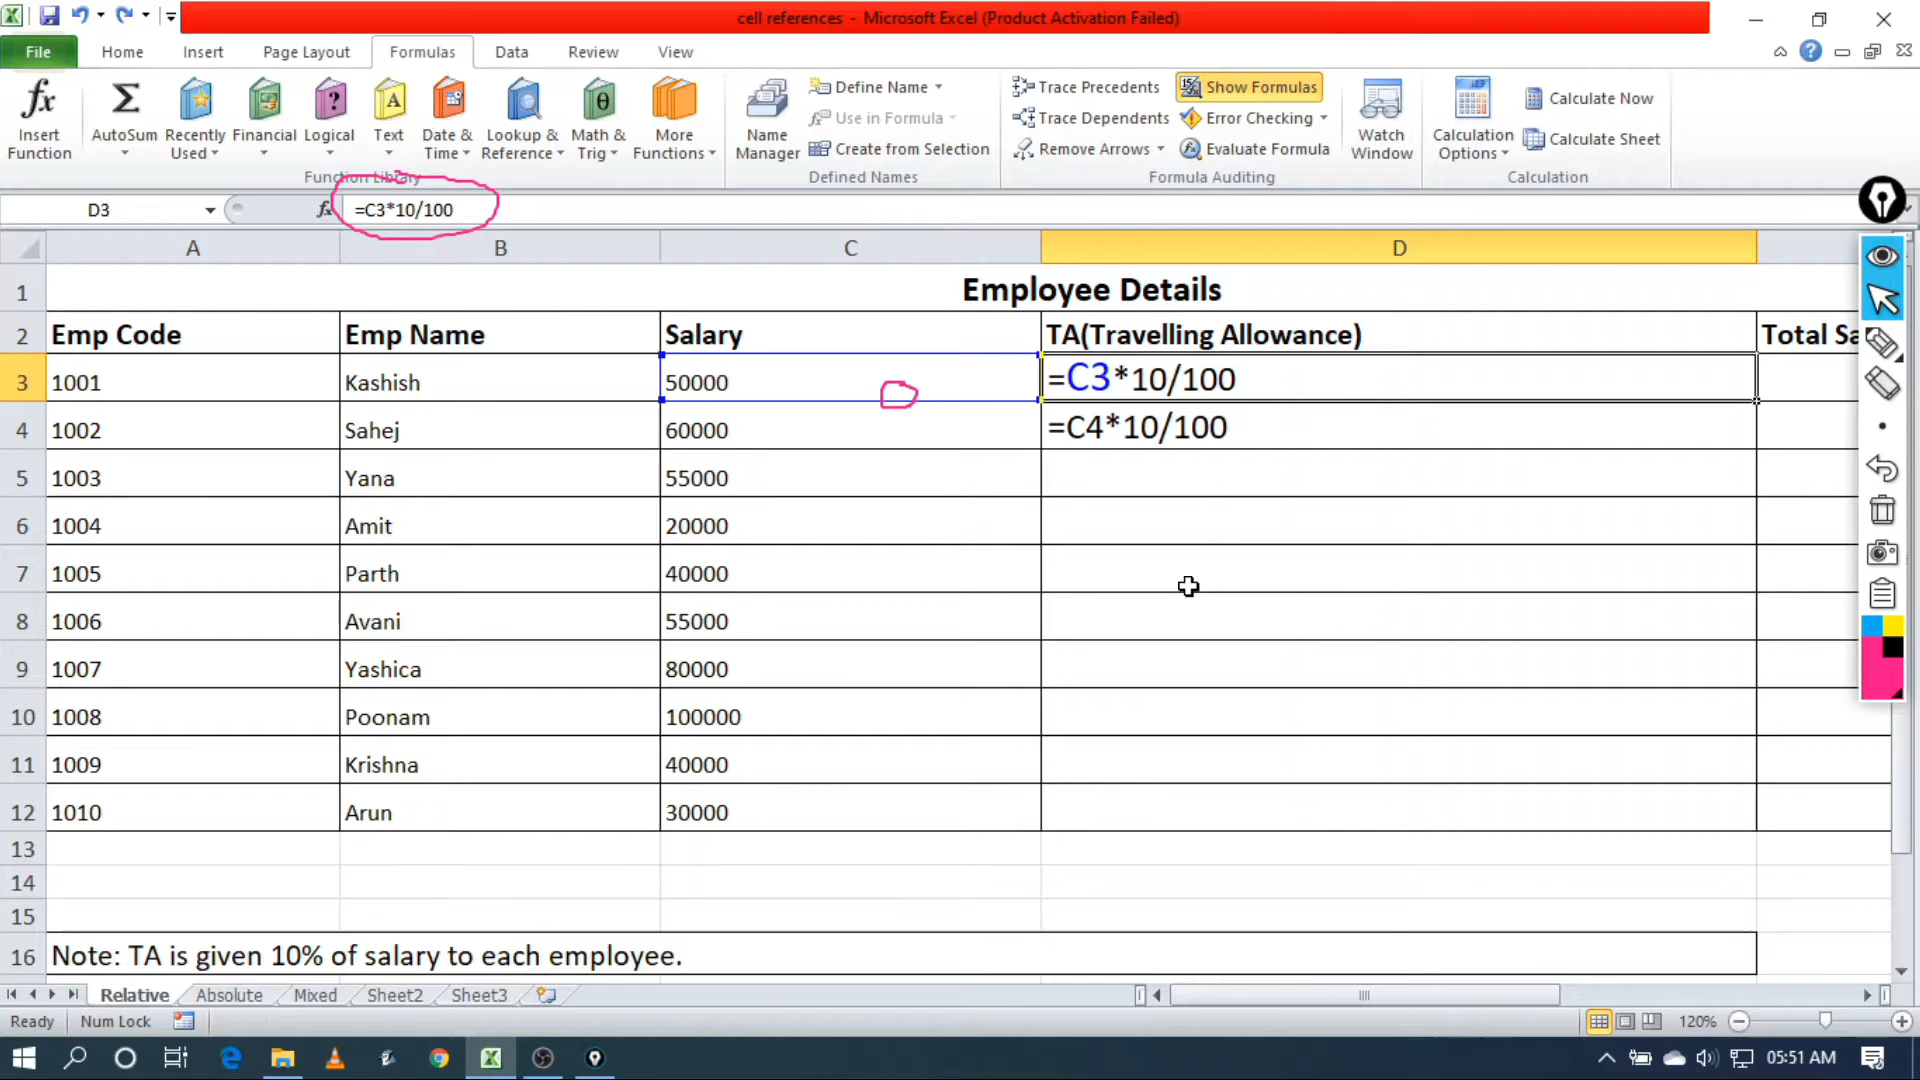 cell references - Microsoft Excel (Product Activation Failed)
File Home Insert Page Layout Formulas Data Review View
Insert Function
AutoSum
Recently Used
Financial
Logical
Text
Date & Time
Lookup & Reference
Math & Trig
More Functions
Function Library
Name Manager
Define Name
Use in Formula
Create from Selection
Defined Names
Trace Precedents
Trace Dependents
Remove Arrows
Show Formulas
Error Checking
Evaluate Formula
Formula Auditing
Watch Window
Calculation Options
Calculate Now
Calculate Sheet
Calculation
D3 fx =C3*10/100
A B C D
1 Employee Details
2 Emp Code Emp Name Salary TA(Travelling Allowance) Total Sa
3 1001 Kashish 50000 =C3*10/100
4 1002 Sahej 60000 =C4*10/100
5 1003 Yana 55000
6 1004 Amit 20000
7 1005 Parth 40000
8 1006 Avani 55000
9 1007 Yashica 80000
10 1008 Poonam 100000
11 1009 Krishna 40000
12 1010 Arun 30000
13
14
15
16 Note: TA is given 10% of salary to each employee.
Relative Absolute Mixed Sheet2 Sheet3
Ready Num Lock 120%
05:51 AM